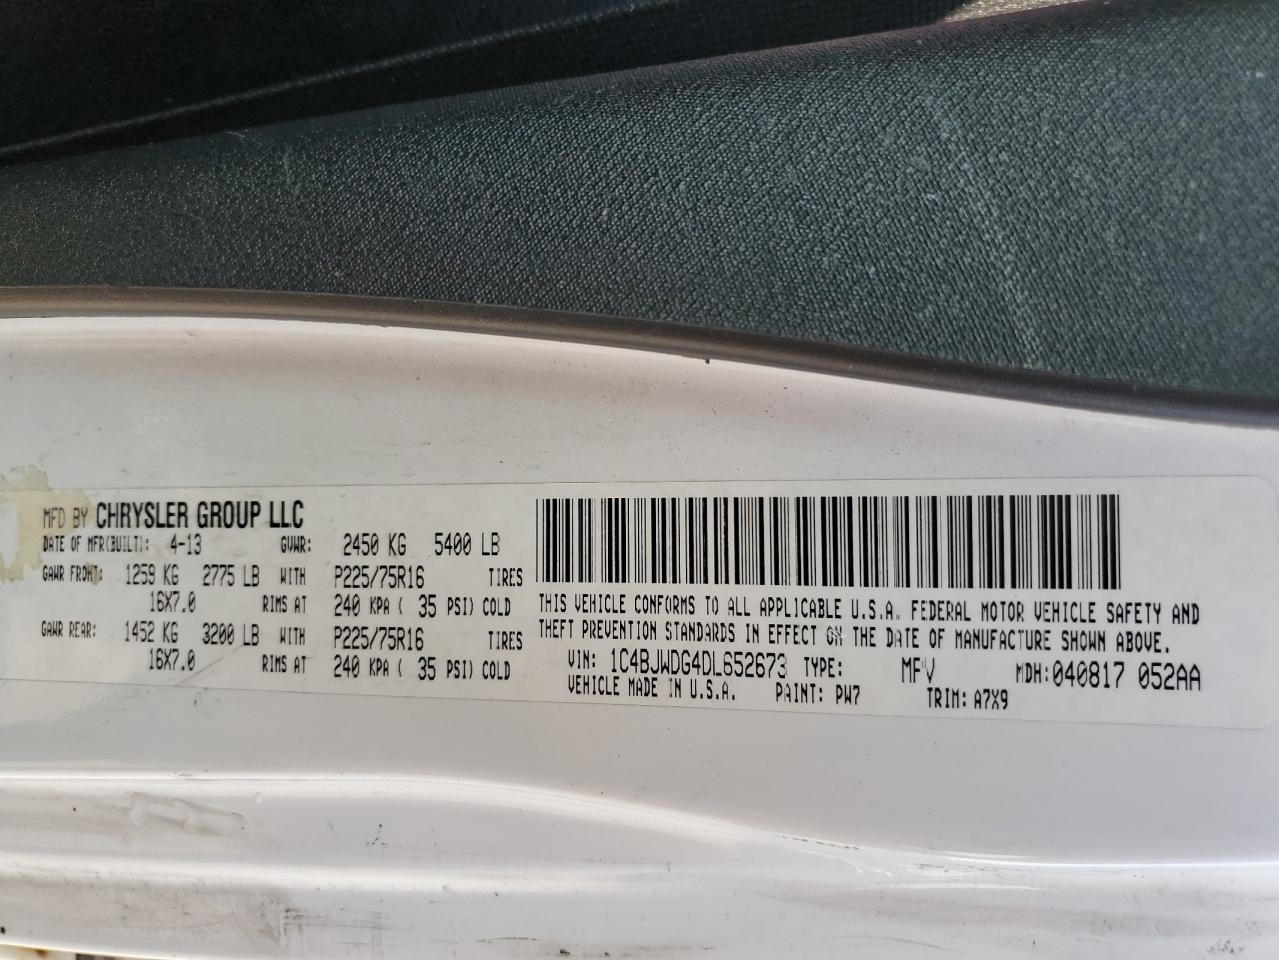 MFD BY CHRYSLER GROUP LLC
DATE OF MFR(BUILT): 4-13 GVWR: 2450 KG 5400 LB
GAWR FRONT: 1259 KG 2775 LB WITH P225/75R16 TIRES
16X7.0 RIMS AT 240 KPA ( 35 PSI) COLD
GAWR REAR: 1452 KG 3200 LB WITH P225/75R16 TIRES
16X7.0 RIMS AT 240 KPA ( 35 PSI) COLD
THIS VEHICLE CONFORMS TO ALL APPLICABLE U.S.A. FEDERAL MOTOR VEHICLE SAFETY AND
THEFT PREVENTION STANDARDS IN EFFECT ON THE DATE OF MANUFACTURE SHOWN ABOVE.
VIN: 1C4BJWDG4DL652673 TYPE: MPV MDH: 040817 052AA
VEHICLE MADE IN U.S.A. PAINT: PW7 TRIM: A7X9